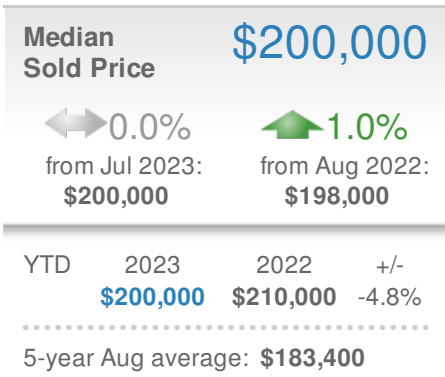 Median
Sold Price
$200,000
0.0%
from Jul 2023:
$200,000
1.0%
from Aug 2022:
$198,000
YTD 2023 2022 +/-
$200,000 $210,000 -4.8%
5-year Aug average: $183,400